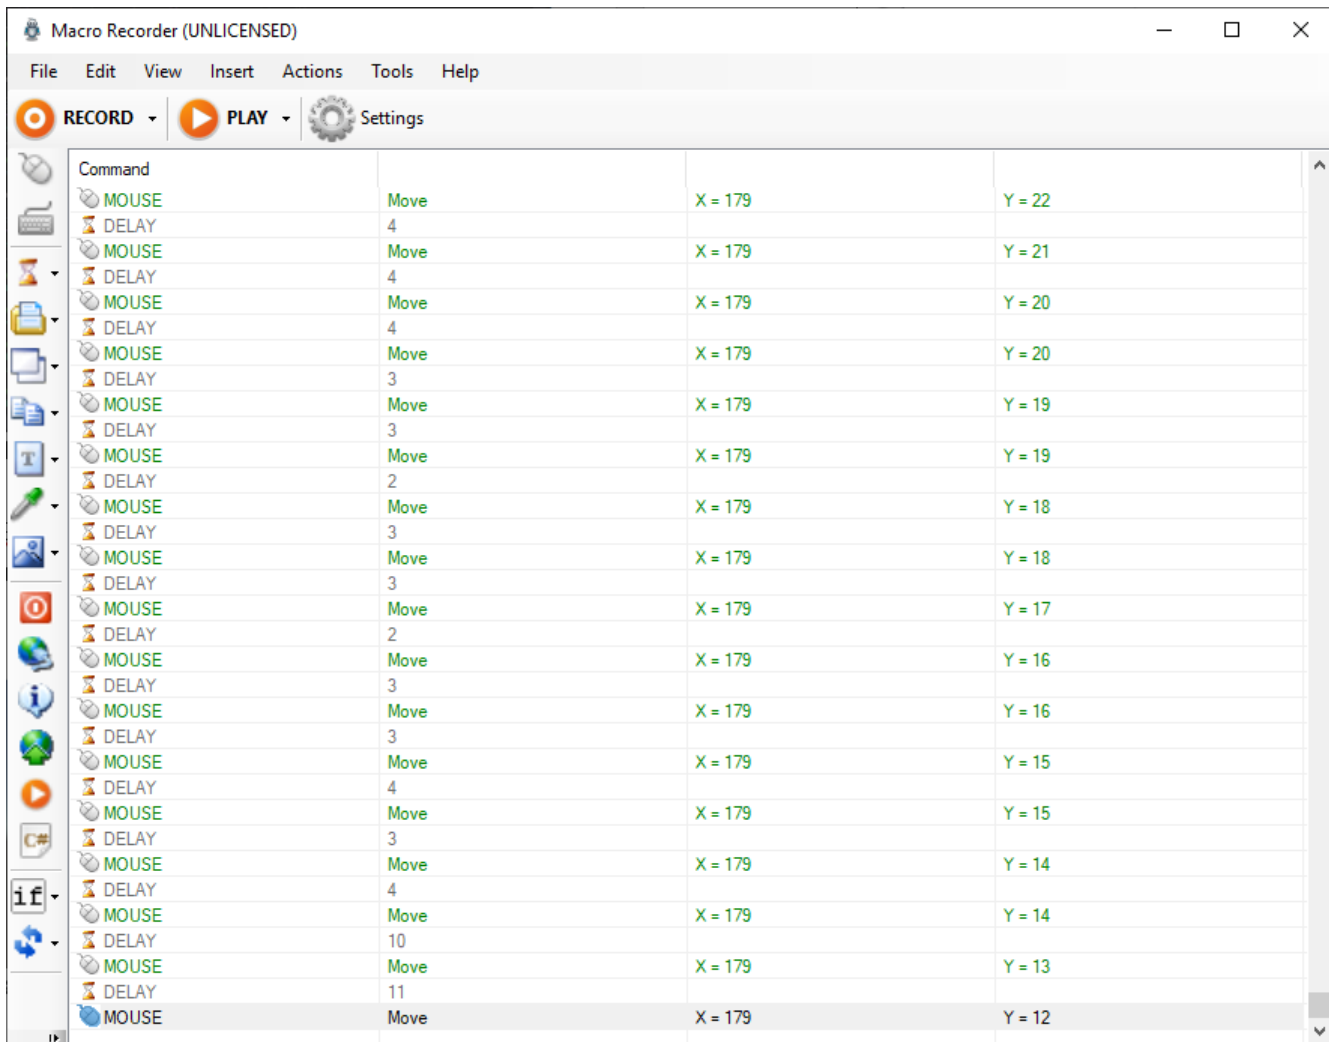 Macro Recorder (UNLICENSED)
File Edit View Insert Actions Tools Help
RECORD PLAY Settings
Command
MOUSE Move X = 179 Y = 22
DELAY 4
MOUSE Move X = 179 Y = 21
DELAY 4
MOUSE Move X = 179 Y = 20
DELAY 4
MOUSE Move X = 179 Y = 20
DELAY 3
MOUSE Move X = 179 Y = 19
DELAY 3
MOUSE Move X = 179 Y = 19
DELAY 2
MOUSE Move X = 179 Y = 18
DELAY 3
MOUSE Move X = 179 Y = 18
DELAY 3
MOUSE Move X = 179 Y = 17
DELAY 2
MOUSE Move X = 179 Y = 16
DELAY 3
MOUSE Move X = 179 Y = 16
DELAY 3
MOUSE Move X = 179 Y = 15
DELAY 4
MOUSE Move X = 179 Y = 15
DELAY 3
MOUSE Move X = 179 Y = 14
DELAY 4
MOUSE Move X = 179 Y = 14
DELAY 10
MOUSE Move X = 179 Y = 13
DELAY 11
MOUSE Move X = 179 Y = 12
T
C#
if